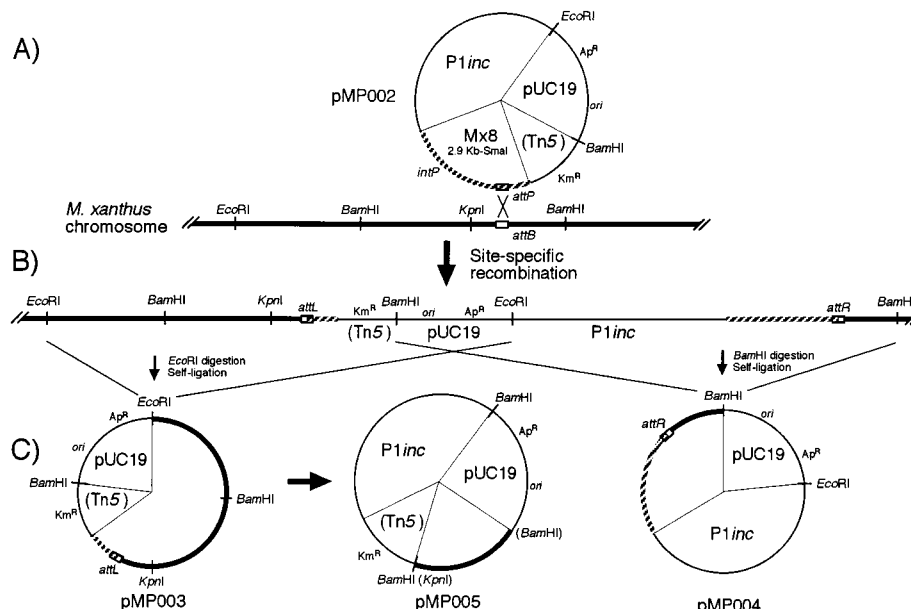 A)
EcoRI
ApR
P1inc
pUC19
pMP002
ori
Mx8
2.9 Kb-SmaI
(Tn5)
BamHI
intP
KmR
attP
M. xanthus
chromosome
EcoRI
BamHI
KpnI
BamHI
attB
Site-specific
recombination
B)
EcoRI
BamHI
KpnI
attL
KmR
BamHI
ori
ApR
EcoRI
attR
BamHI
(Tn5)
pUC19
P1inc
EcoRI digestion
Self-ligation
BamHI digestion
Self-ligation
C)
EcoRI
ApR
ori
pUC19
BamHI
(Tn5)
KmR
BamHI
attL
KpnI
pMP003
BamHI
ApR
P1inc
pUC19
ori
(Tn5)
(BamHI)
KmR
BamHI (KpnI)
pMP005
BamHI
attR
ori
pUC19
ApR
EcoRI
P1inc
pMP004